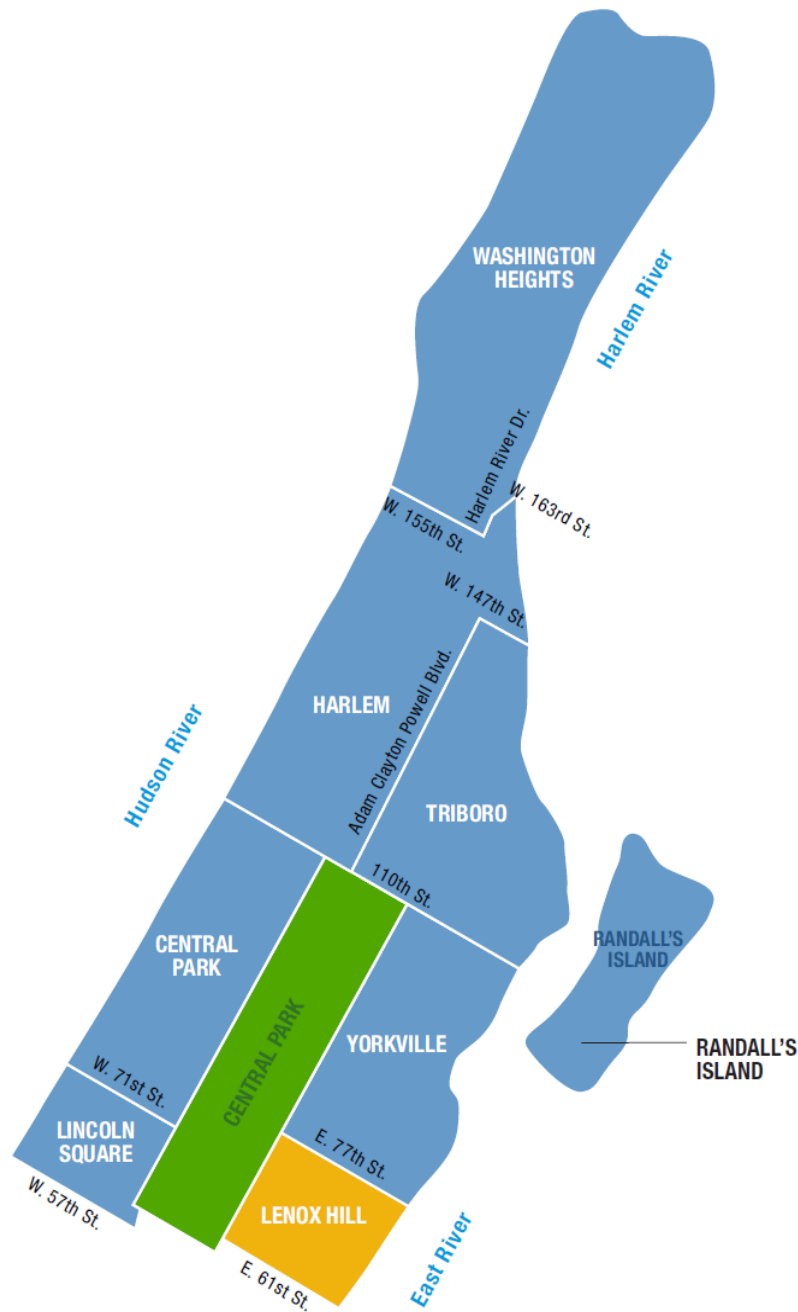 WASHINGTON
HEIGHTS
Harlem River
Harlem River Dr.
W. 163rd St.
W. 155th St.
W. 147th St.
HARLEM
Adam Clayton Powell Blvd.
Hudson River
TRIBORO
110th St.
CENTRAL
PARK
RANDALL'S
ISLAND
CENTRAL PARK
YORKVILLE
RANDALL'S
ISLAND
W. 71st St.
LINCOLN
SQUARE
E. 77th St.
W. 57th St.
LENOX HILL
East River
E. 61st St.